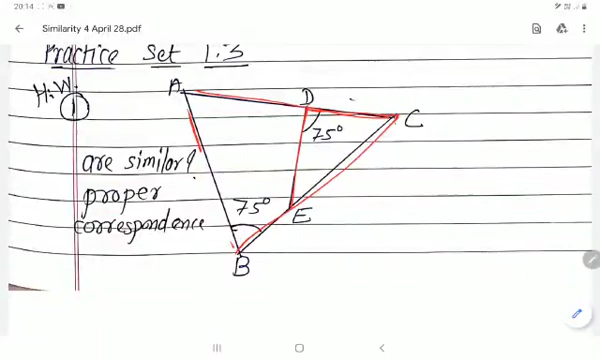 20:14
Similarity 4 April 28.pdf
Practice Set 1.3
H.W.
1
A
D
C
75°
are similar?
proper
75°
E
correspondence
B